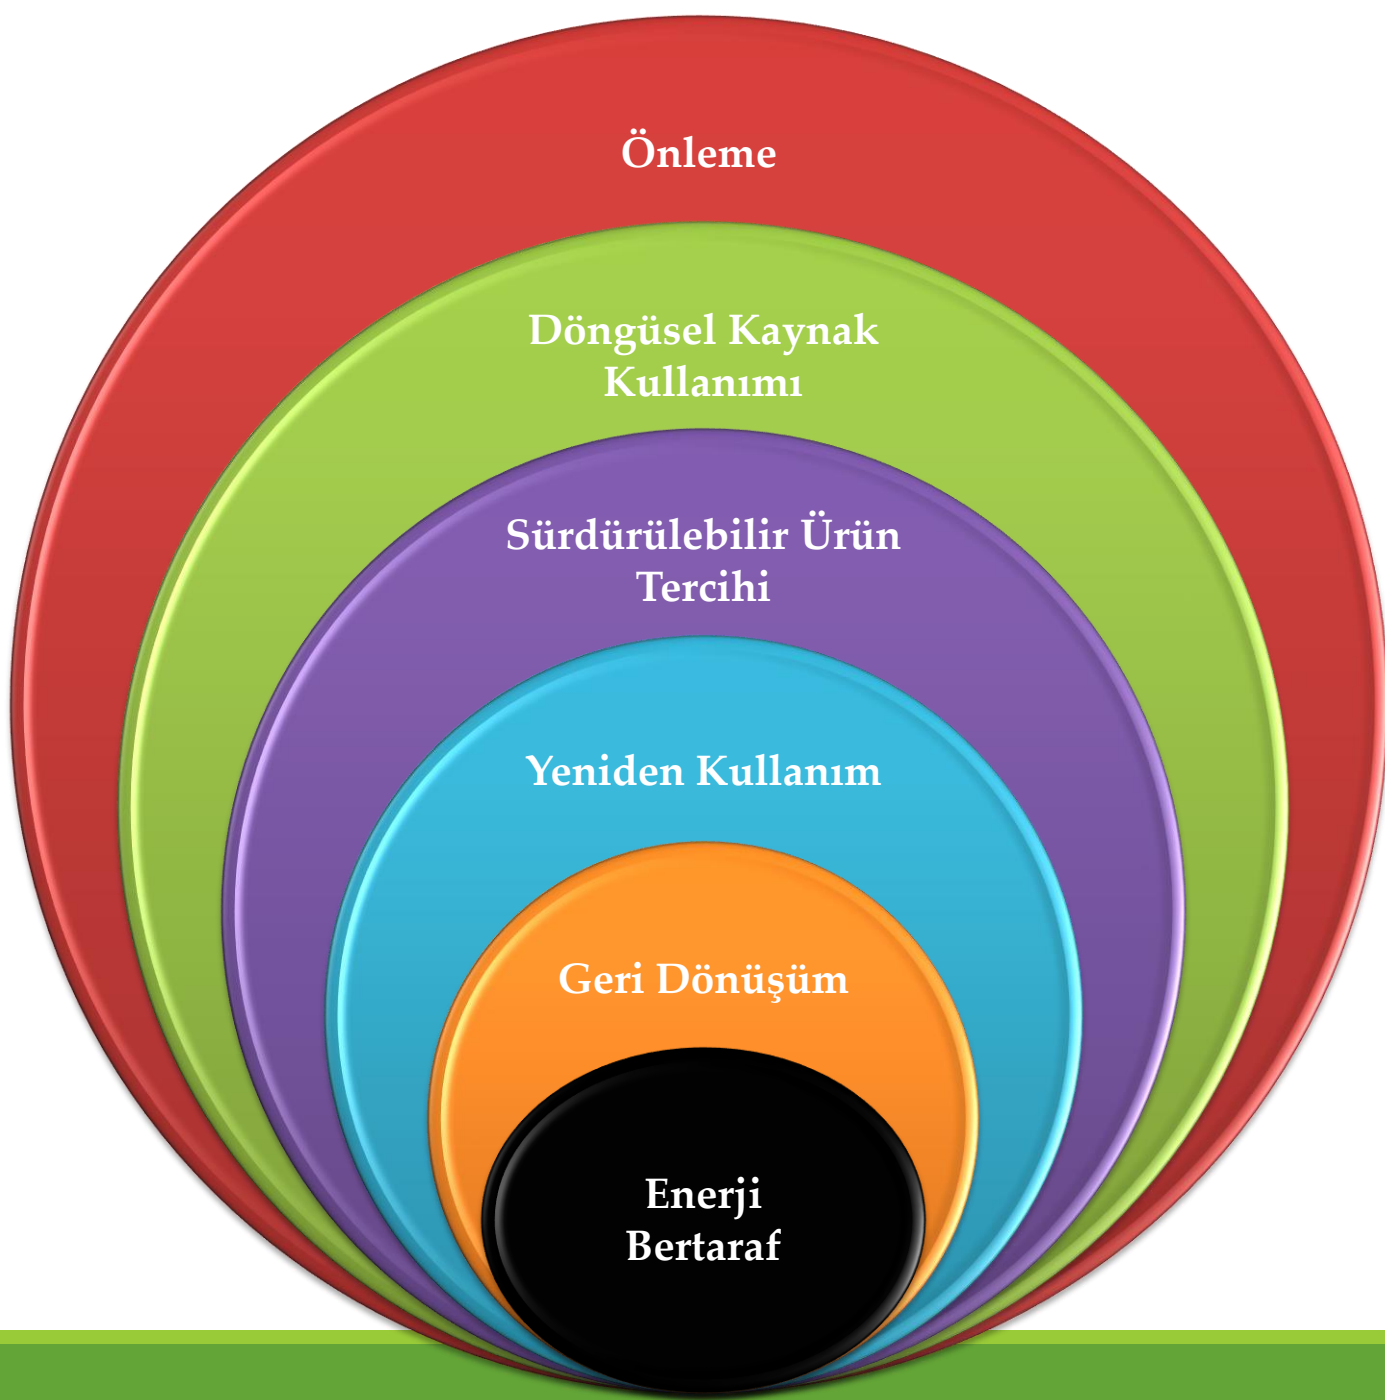 Önleme
Döngüsel Kaynak
Kullanımı
Sürdürülebilir Ürün
Tercihi
Yeniden Kullanım
Geri Dönüşüm
Enerji
Bertaraf